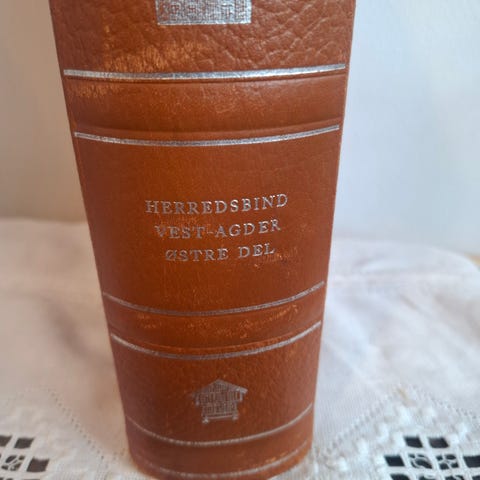 HERREDSBIND
VEST-AGDER
ØSTRE DEL